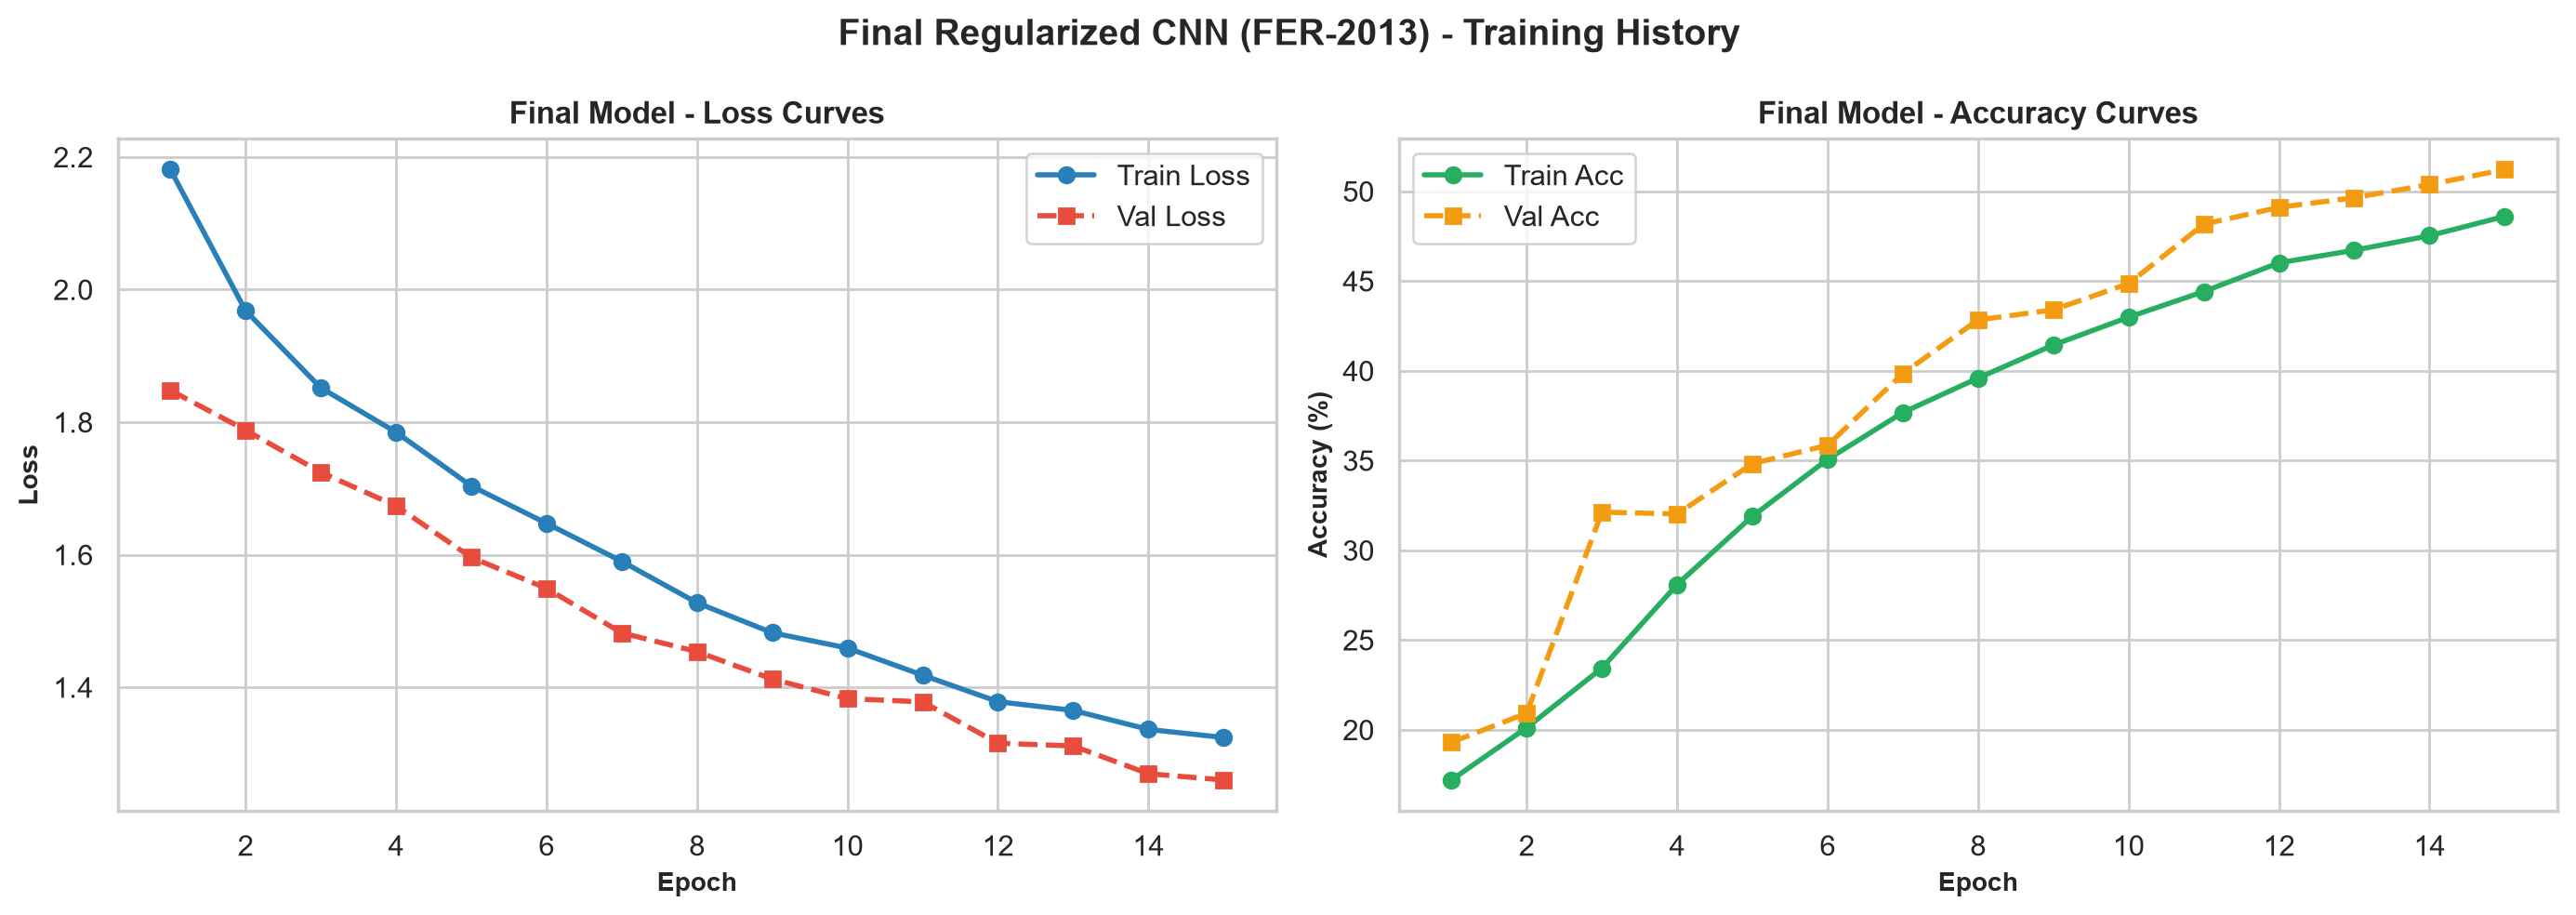 Final Regularized CNN (FER-2013) - Training History
Final Model - Loss Curves
2.2
2.0
1.8
1.6
1.4
Loss
Train Loss
Val Loss
2 4 6 8 10 12 14
Epoch
Final Model - Accuracy Curves
50
45
40
35
30
25
20
Accuracy (%)
Train Acc
Val Acc
2 4 6 8 10 12 14
Epoch